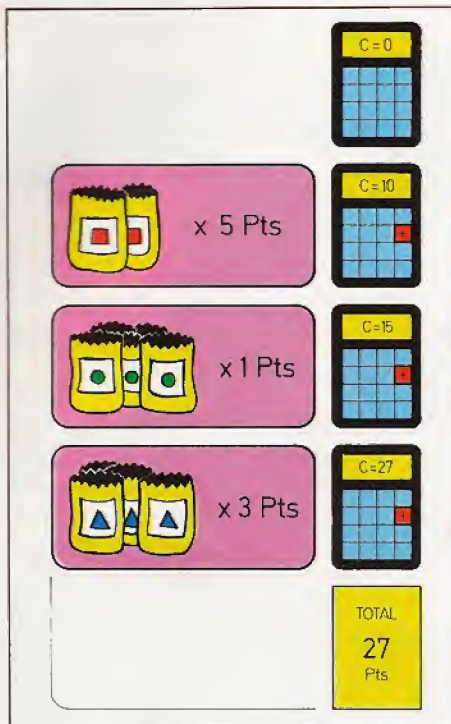 C=0
x 5 Pts
C=10
x 1 Pts
C=15
x 3 Pts
C=27
TOTAL
27
Pts